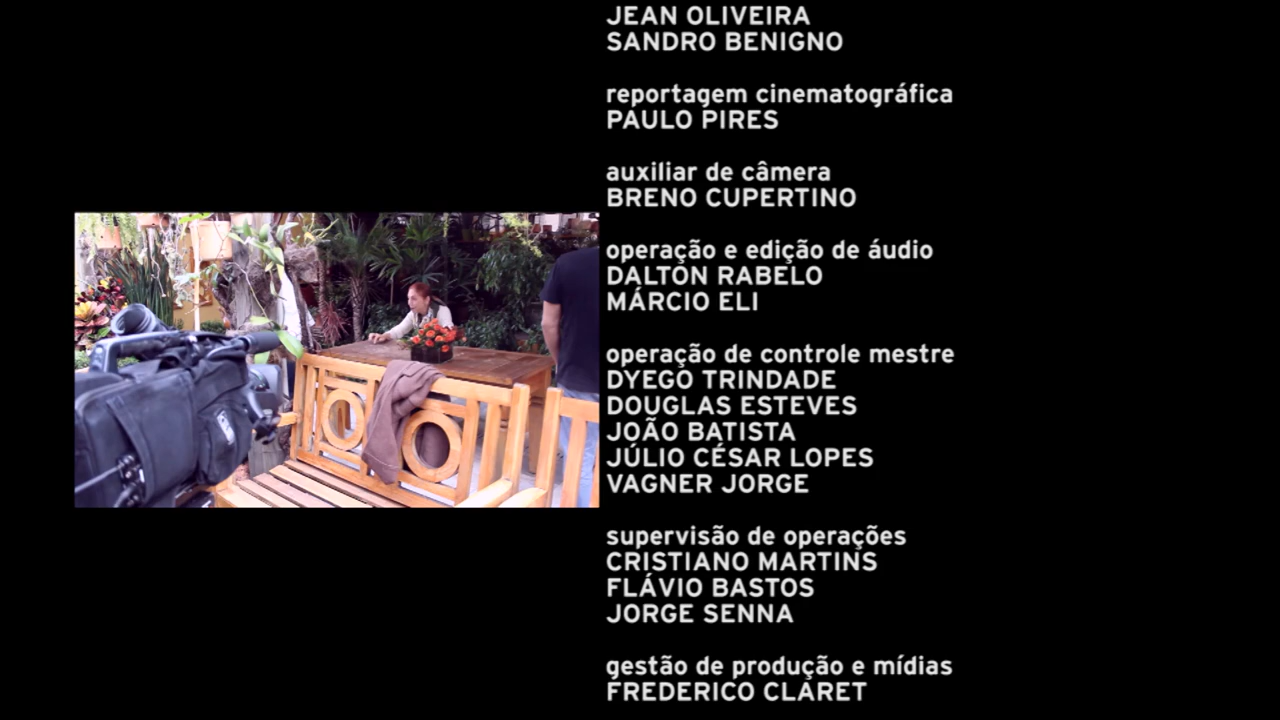 JEAN OLIVEIRA
SANDRO BENIGNO
reportagem cinematográfica
PAULO PIRES
auxiliar de câmera
BRENO CUPERTINO
operação e edição de áudio
DALTON RABELO
MÁRCIO ELI
operação de controle mestre
DYEGO TRINDADE
DOUGLAS ESTEVES
JOÃO BATISTA
JÚLIO CÉSAR LOPES
VAGNER JORGE
supervisão de operações
CRISTIANO MARTINS
FLÁVIO BASTOS
JORGE SENNA
gestão de produção e mídias
FREDERICO CLARET